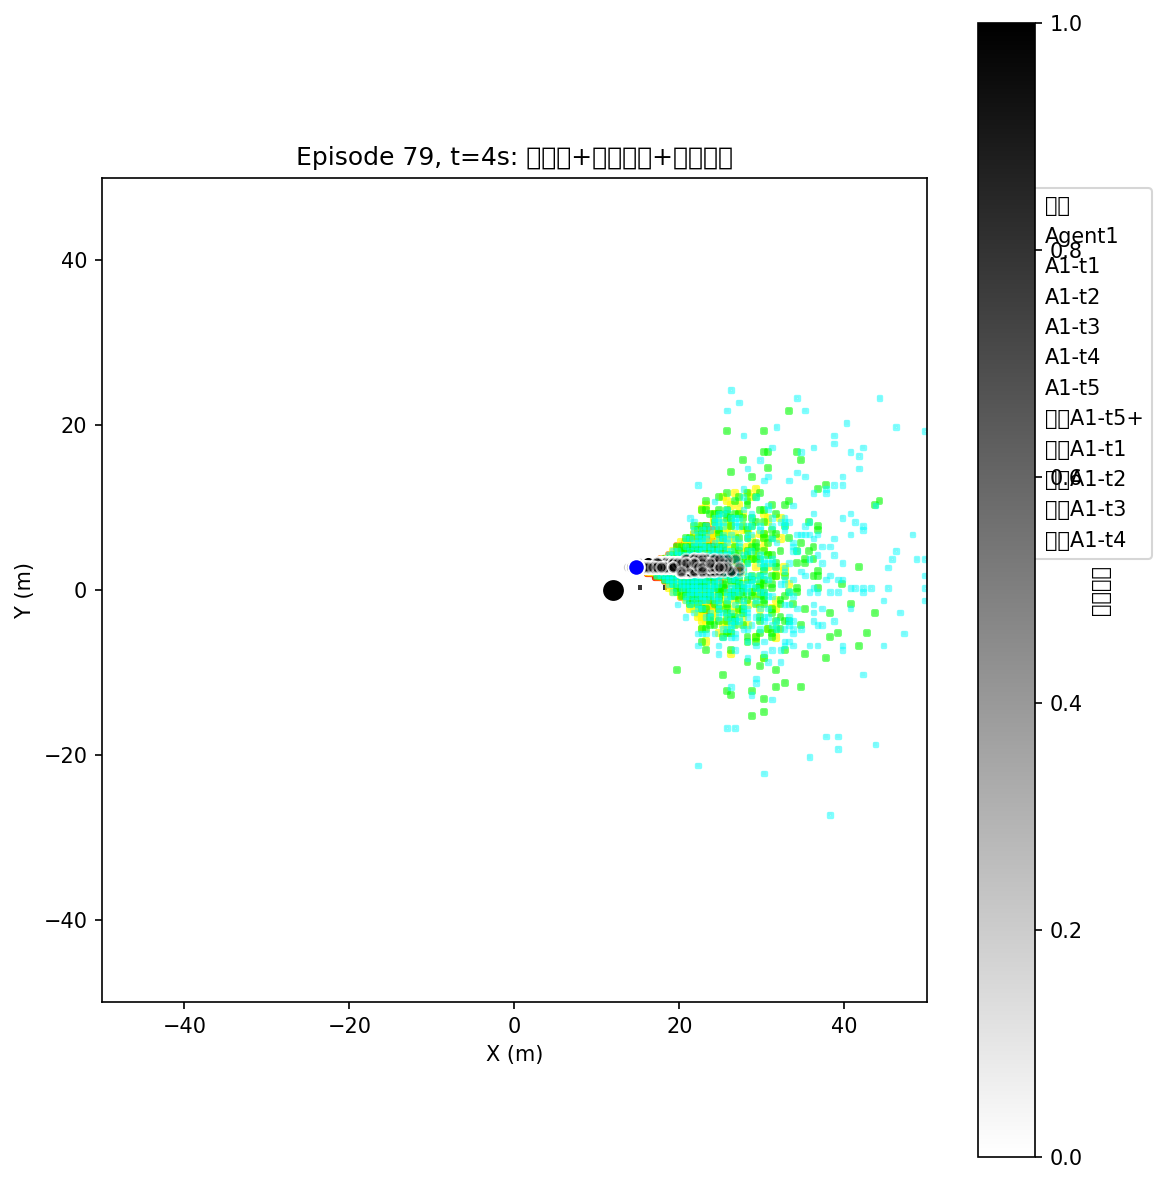 Episode 79, t=4s: □□□+□□□□+□□□□
40
20
0
−20
−40
Y (m)
−40
−20
0
20
40
X (m)
1.0
0.8
0.6
0.4
0.2
0.0
□□□□
□□
Agent1
A1-t1
A1-t2
A1-t3
A1-t4
A1-t5
□□A1-t5+
□□A1-t1
□□A1-t2
□□A1-t3
□□A1-t4